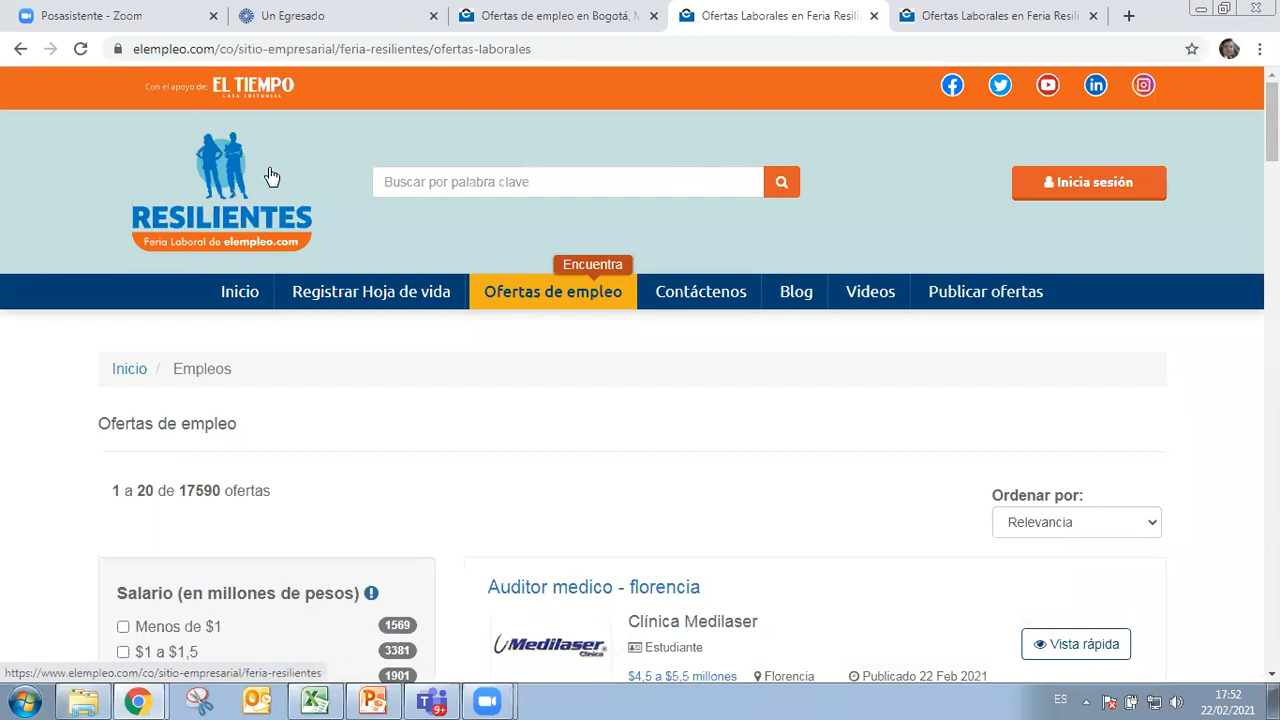 Posasistente - Zoom
Un Egresado
Ofertas de empleo en Bogotá, 
Ofertas Laborales en Feria Resili
Ofertas Laborales en Feria Resili
elempleo.com/co/sitio-empresarial/feria-resilientes/ofertas-laborales
Con el apoyo de: EL TIEMPO
CASA EDITORIAL
RESILIENTES
Feria Laboral de elempleo.com
Buscar por palabra clave
Inicia sesión
Encuentra
Inicio
Registrar Hoja de vida
Ofertas de empleo
Contáctenos
Blog
Videos
Publicar ofertas
Inicio / Empleos
Ofertas de empleo
1 a 20 de 17590 ofertas
Ordenar por:
Relevancia
Salario (en millones de pesos)
Menos de $1 1569
$1 a $1,5 3381
1901
Auditor medico - florencia
Medilaser
Clínica
Clínica Medilaser
Estudiante
Vista rápida
$4,5 a $5,5 millones
Florencia
Publicado 22 Feb 2021
https://www.elempleo.com/co/sitio-empresarial/feria-resilientes
9+
ES
17:52
22/02/2021